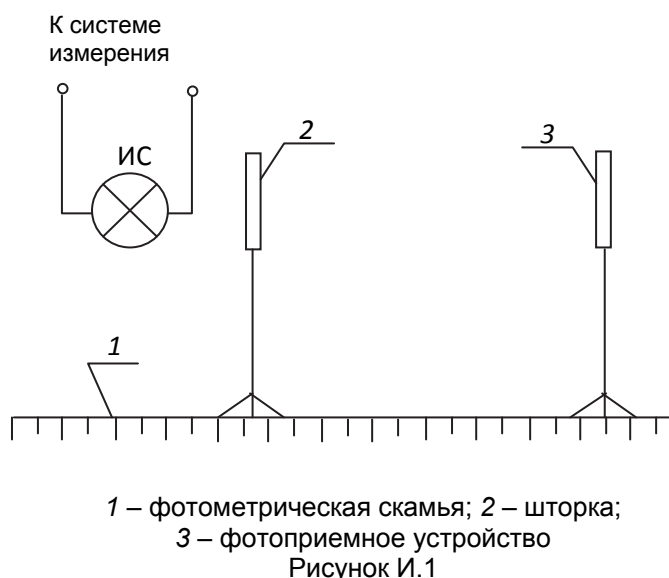 К системе
измерения
ИС
2
3
1
1 – фотометрическая скамья; 2 – шторка;
3 – фотоприемное устройство
Рисунок И.1